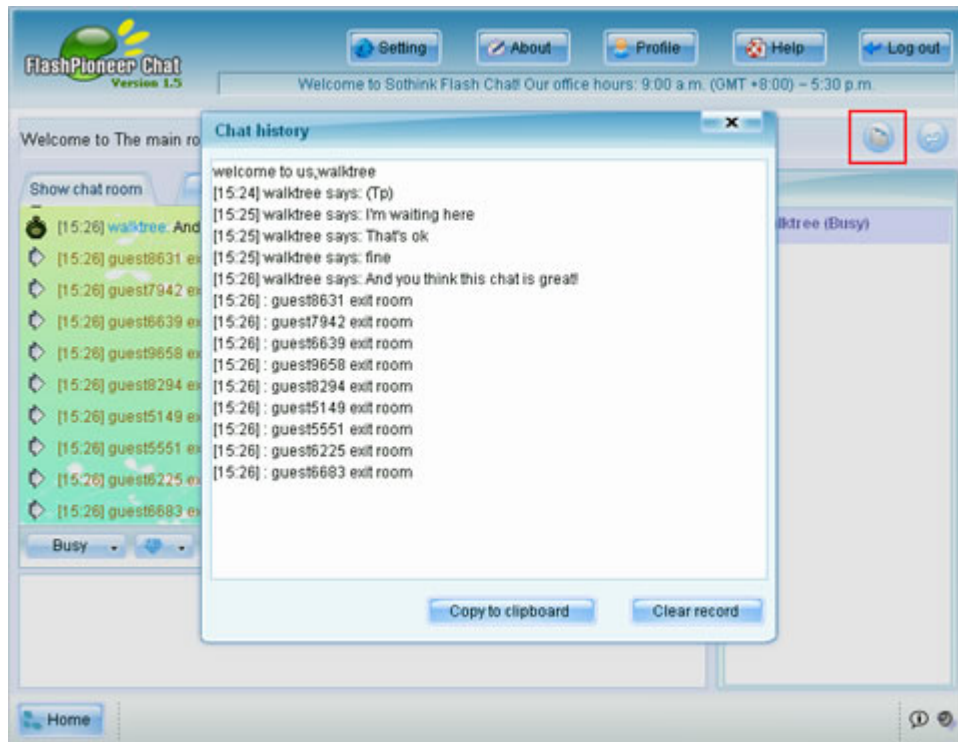 FlashPioneer Chat
Version 1.5
Setting
About
Profile
Help
Log out
Welcome to Sothink Flash Chat! Our office hours: 9:00 a.m. (GMT +8:00) – 5:30 p.m.
Welcome to The main ro
Chat history
Show chat room
welcome to us,walktree
[15:24] walktree says: (Tp)
[15:25] walktree says: I'm waiting here
[15:25] walktree says: That's ok
[15:25] walktree says: fine
[15:26] walktree says: And you think this chat is great!
[15:26] : guest8631 exit room
[15:26] : guest7942 exit room
[15:26] : guest6639 exit room
[15:26] : guest9658 exit room
[15:26] : guest8294 exit room
[15:26] : guest5149 exit room
[15:26] : guest5551 exit room
[15:26] : guest6225 exit room
[15:26] : guest6683 exit room
[15:26] walktree: And
[15:26] guest8631 ex
[15:26] guest7942 ex
[15:26] guest6639 ex
[15:26] guest9658 ex
[15:26] guest8294 ex
[15:26] guest5149 ex
[15:26] guest5551 ex
[15:26] guest6225 ex
[15:26] guest6683 ex
lktree (Busy)
Busy
Copy to clipboard
Clear record
Home